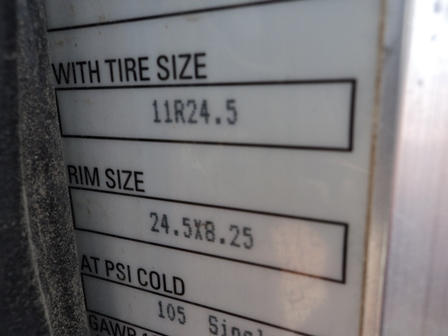 WITH TIRE SIZE
11R24.5
RIM SIZE
24.5X8.25
AT PSI COLD
105